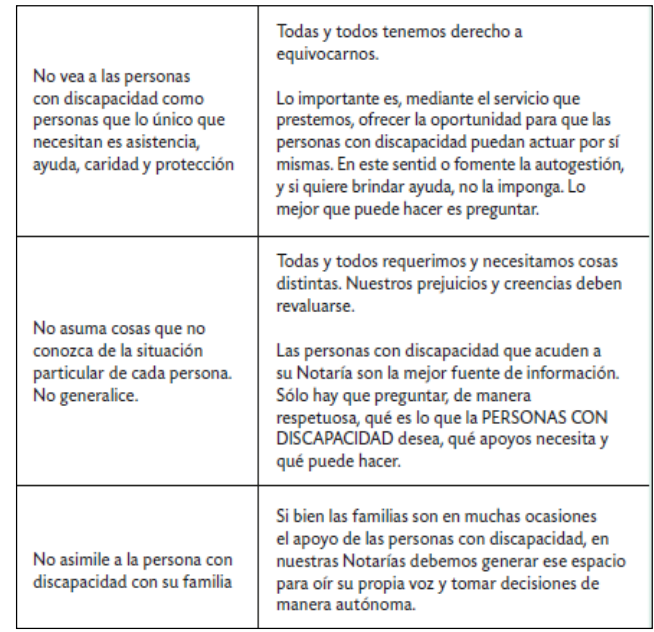 No vea a las personas
con discapacidad como
personas que lo único que
necesitan es asistencia,
ayuda, caridad y protección
Todas y todos tenemos derecho a
equivocarnos.
Lo importante es, mediante el servicio que
prestemos, ofrecer la oportunidad para que las
personas con discapacidad puedan actuar por sí
mismas. En este sentid o fomente la autogestión,
y si quiere brindar ayuda, no la imponga. Lo
mejor que puede hacer es preguntar.
No asuma cosas que no
conozca de la situación
particular de cada persona.
No generalice.
Todas y todos requerimos y necesitamos cosas
distintas. Nuestros prejuicios y creencias deben
revaluarse.
Las personas con discapacidad que acuden a
su Notaría son la mejor fuente de información.
Sólo hay que preguntar, de manera
respetuosa, qué es lo que la PERSONAS CON
DISCAPACIDAD desea, qué apoyos necesita y
qué puede hacer.
No asimile a la persona con
discapacidad con su familia
Si bien las familias son en muchas ocasiones
el apoyo de las personas con discapacidad, en
nuestras Notarías debemos generar ese espacio
para oír su propia voz y tomar decisiones de
manera autónoma.